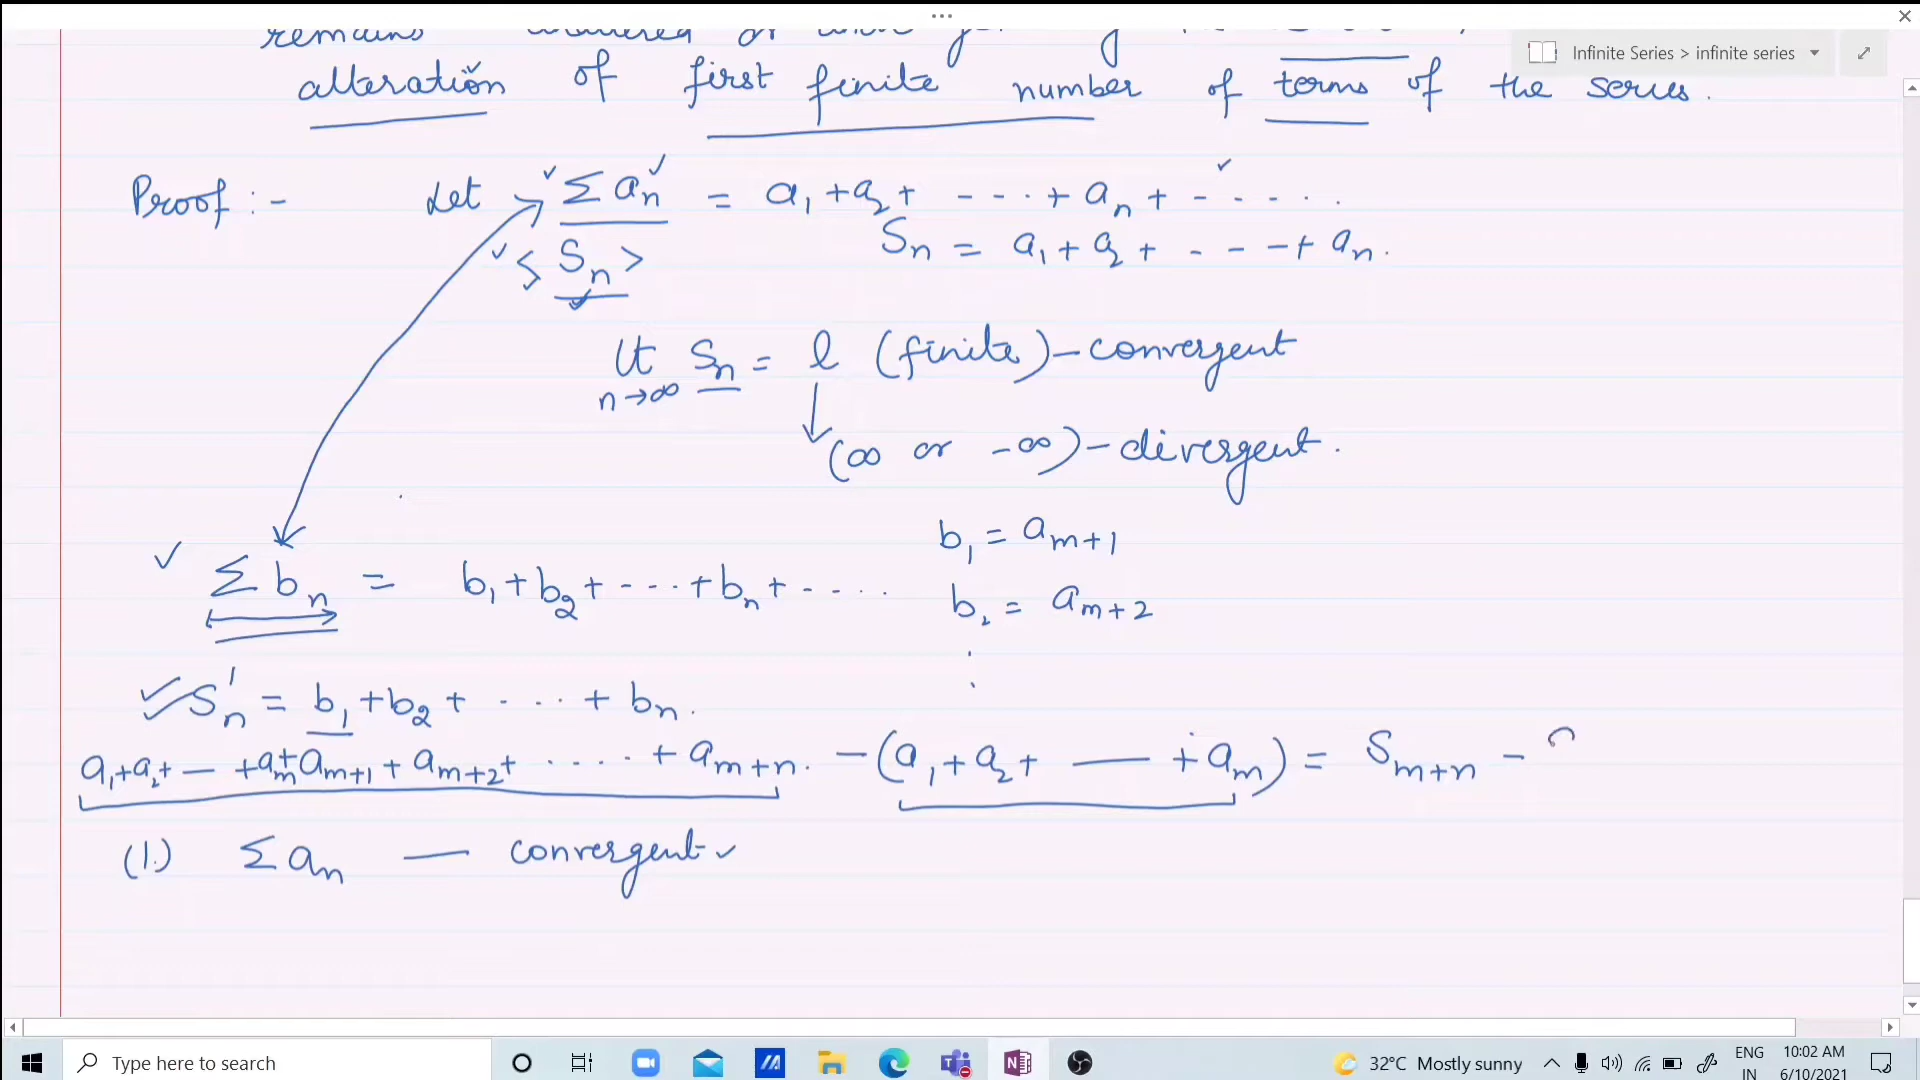 Infinite Series > infinite series
remains
alteration of first finite number of terms of the series.
Proof :- Let Σ aₙ = a₁ + a₂ + - - - · + aₙ + - - - - · ·
< Sₙ > Sₙ = a₁ + a₂ + - - - + aₙ.
lt Sₙ = l (finite) – convergent
n→∞
(∞ or -∞) – divergent.
b₁ = aₘ₊₁
Σ bₙ = b₁ + b₂ + - - - · + bₙ + - - - - ·
b₂ = aₘ₊₂
Sₙ' = b₁ + b₂ + - - - · + bₙ.
a₁+a₂+ — +aₘ+aₘ₊₁ + aₘ₊₂ + · · · · + aₘ₊ₙ. – (a₁ + a₂ + — + aₘ) = Sₘ₊ₙ –
(1.) Σ aₙ — convergent
Type here to search
32°C Mostly sunny
ENG
IN
10:02 AM
6/10/2021